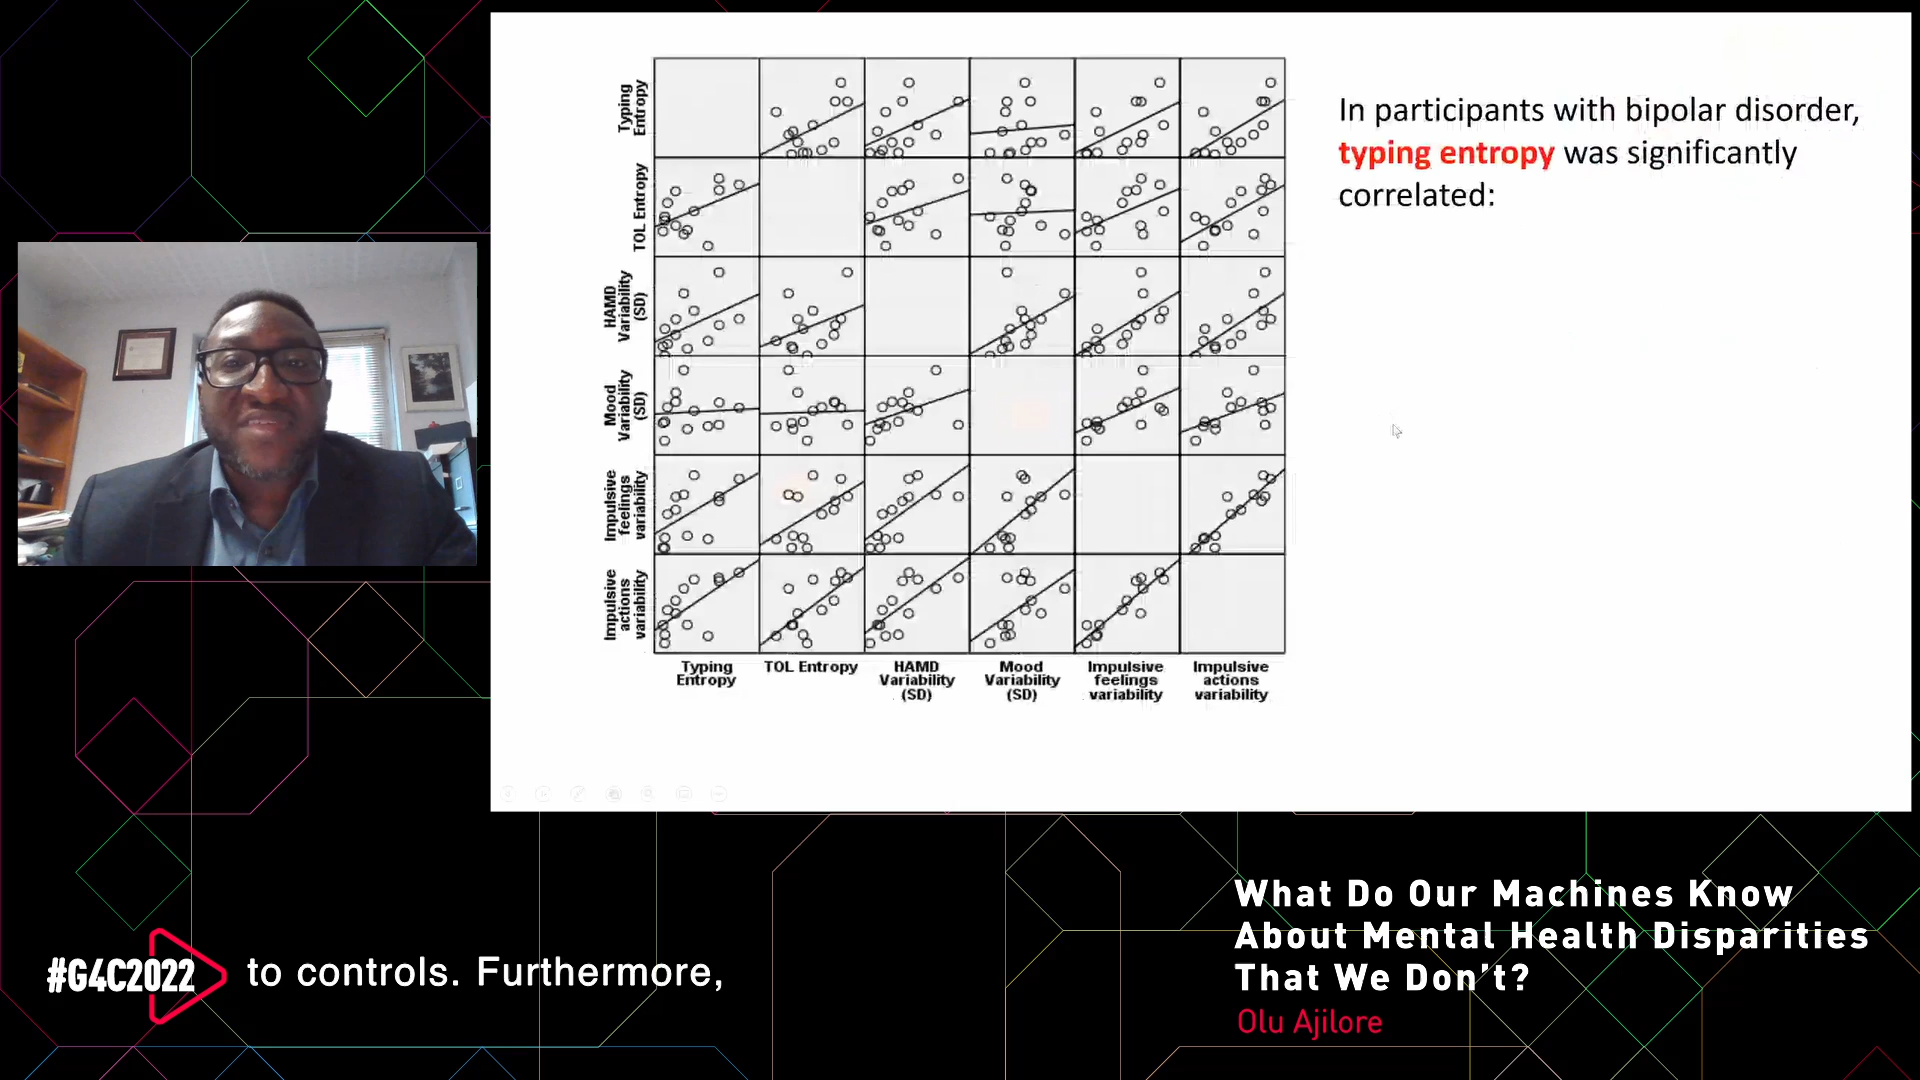 In participants with bipolar disorder,
typing entropy was significantly
correlated:
Typing
Entropy
TOL Entropy
HAMD
Variability
(SD)
Mood
Variability
(SD)
Impulsive
feelings
variability
Impulsive
actions
variability
Typing
Entropy
TOL Entropy
HAMD
Variability
(SD)
Mood
Variability
(SD)
Impulsive
feelings
variability
Impulsive
actions
variability
#G4C2022
to controls. Furthermore,
What Do Our Machines Know
About Mental Health Disparities
That We Don't?
Olu Ajilore